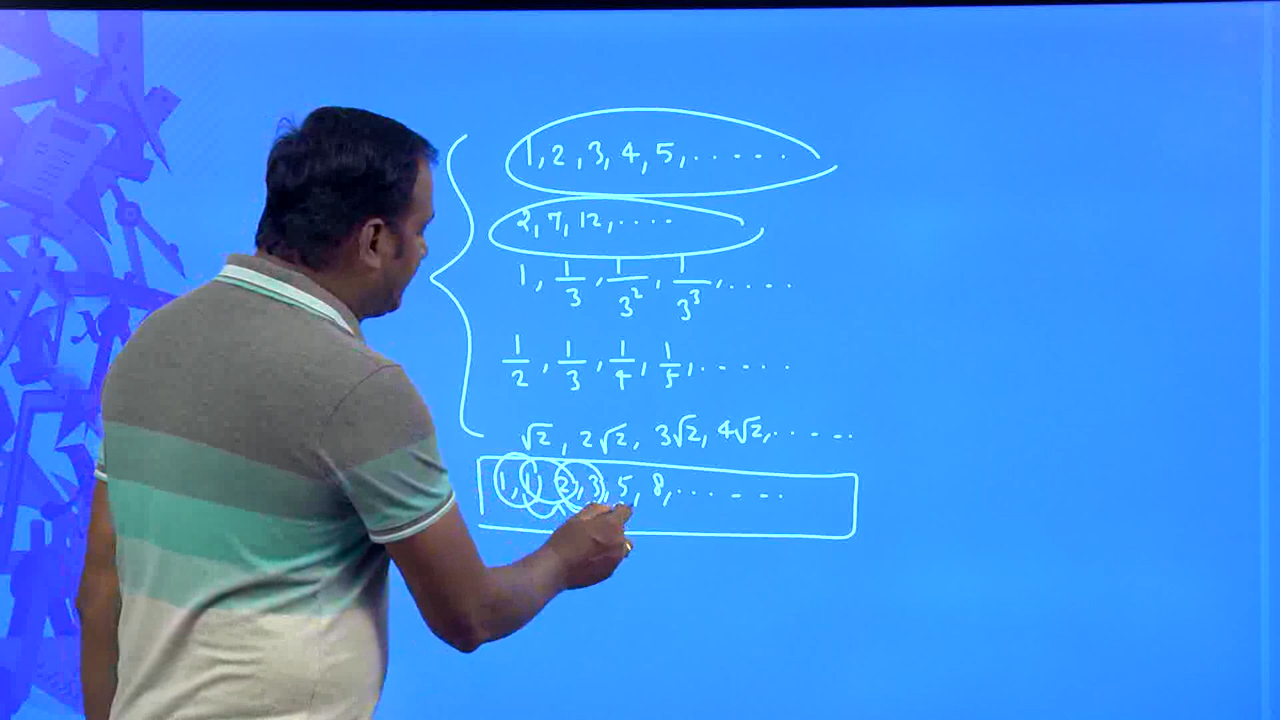 1, 2, 3, 4, 5, . . . . .
2, 7, 12, . . . .
1, 1/3, 1/3², 1/3³, . . . .
1/2, 1/3, 1/4, 1/5, . . . . .
√2, 2√2, 3√2, 4√2, . . . . .
1, 1, 2, 3, 5, 8, . . . . . .